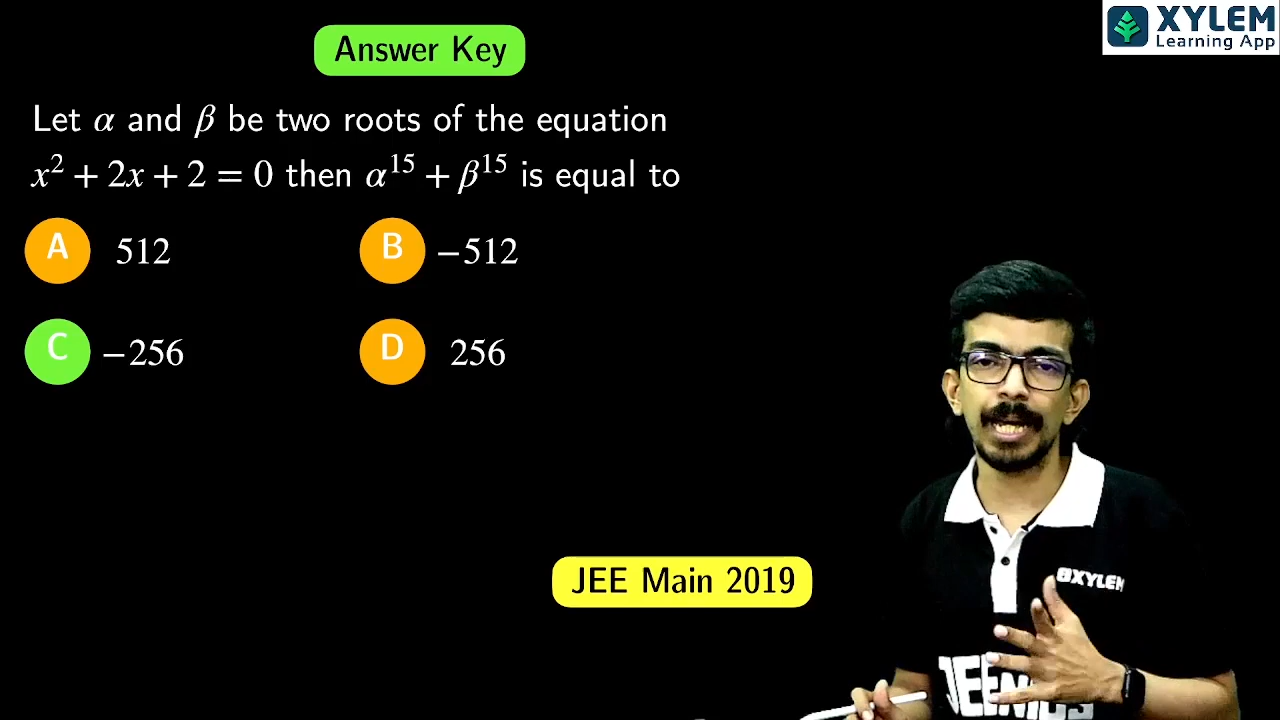 XYLEM
Learning App
Answer Key
Let α and β be two roots of the equation
x² + 2x + 2 = 0 then α¹⁵ + β¹⁵ is equal to
A 512
B −512
C −256
D 256
JEE Main 2019
XYLEM